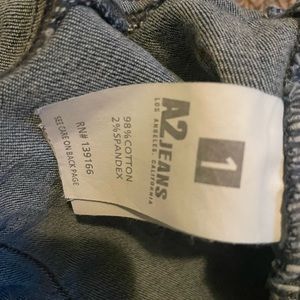 1
A2 JEANS
LOS ANGELES, CALIFORNIA
98% COTTON
2% SPANDEX
RN# 139166
SEE CARE ON BACK PAGE